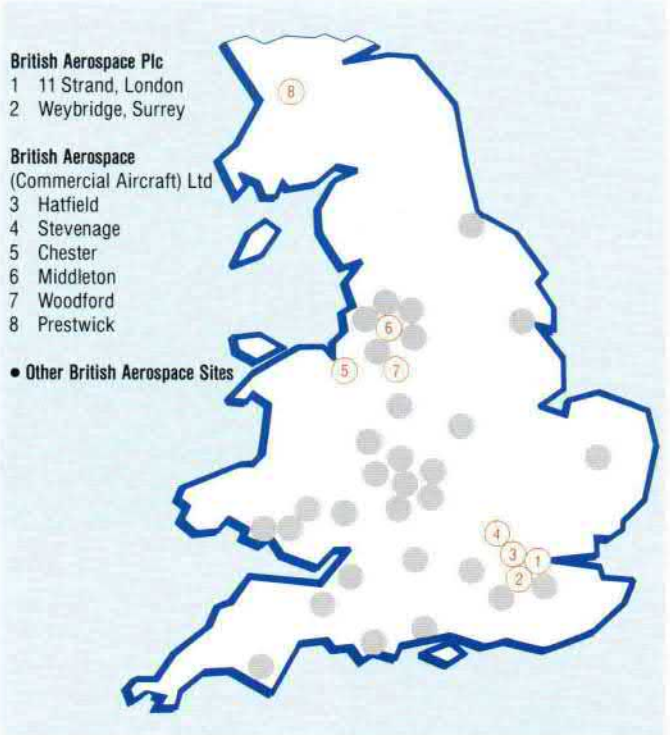 British Aerospace Plc
1 11 Strand, London
2 Weybridge, Surrey
British Aerospace
(Commercial Aircraft) Ltd
3 Hatfield
4 Stevenage
5 Chester
6 Middleton
7 Woodford
8 Prestwick
• Other British Aerospace Sites
8
6
5
7
4
3
1
2